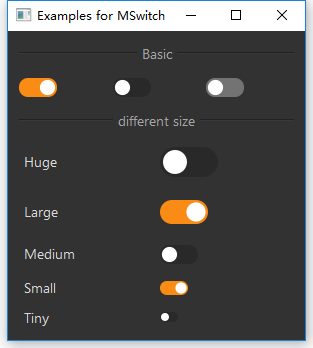 Examples for MSwitch
Basic
different size
Huge
Large
Medium
Small
Tiny